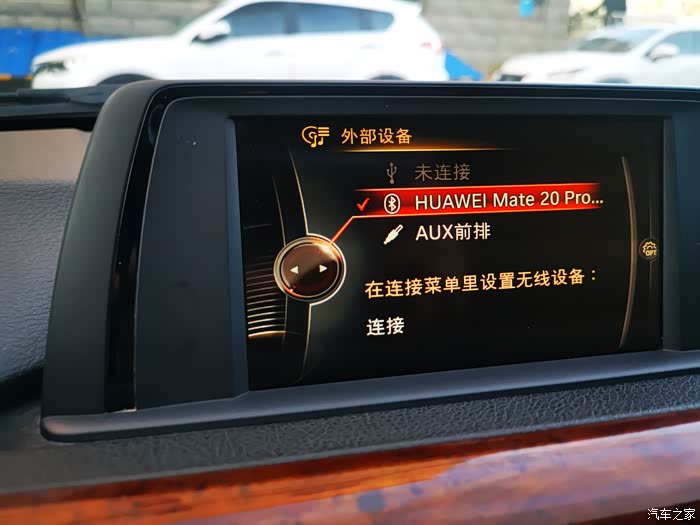 外部设备
未连接
HUAWEI Mate 20 Pro...
AUX前排
OPT
在连接菜单里设置无线设备：
连接
汽车之家